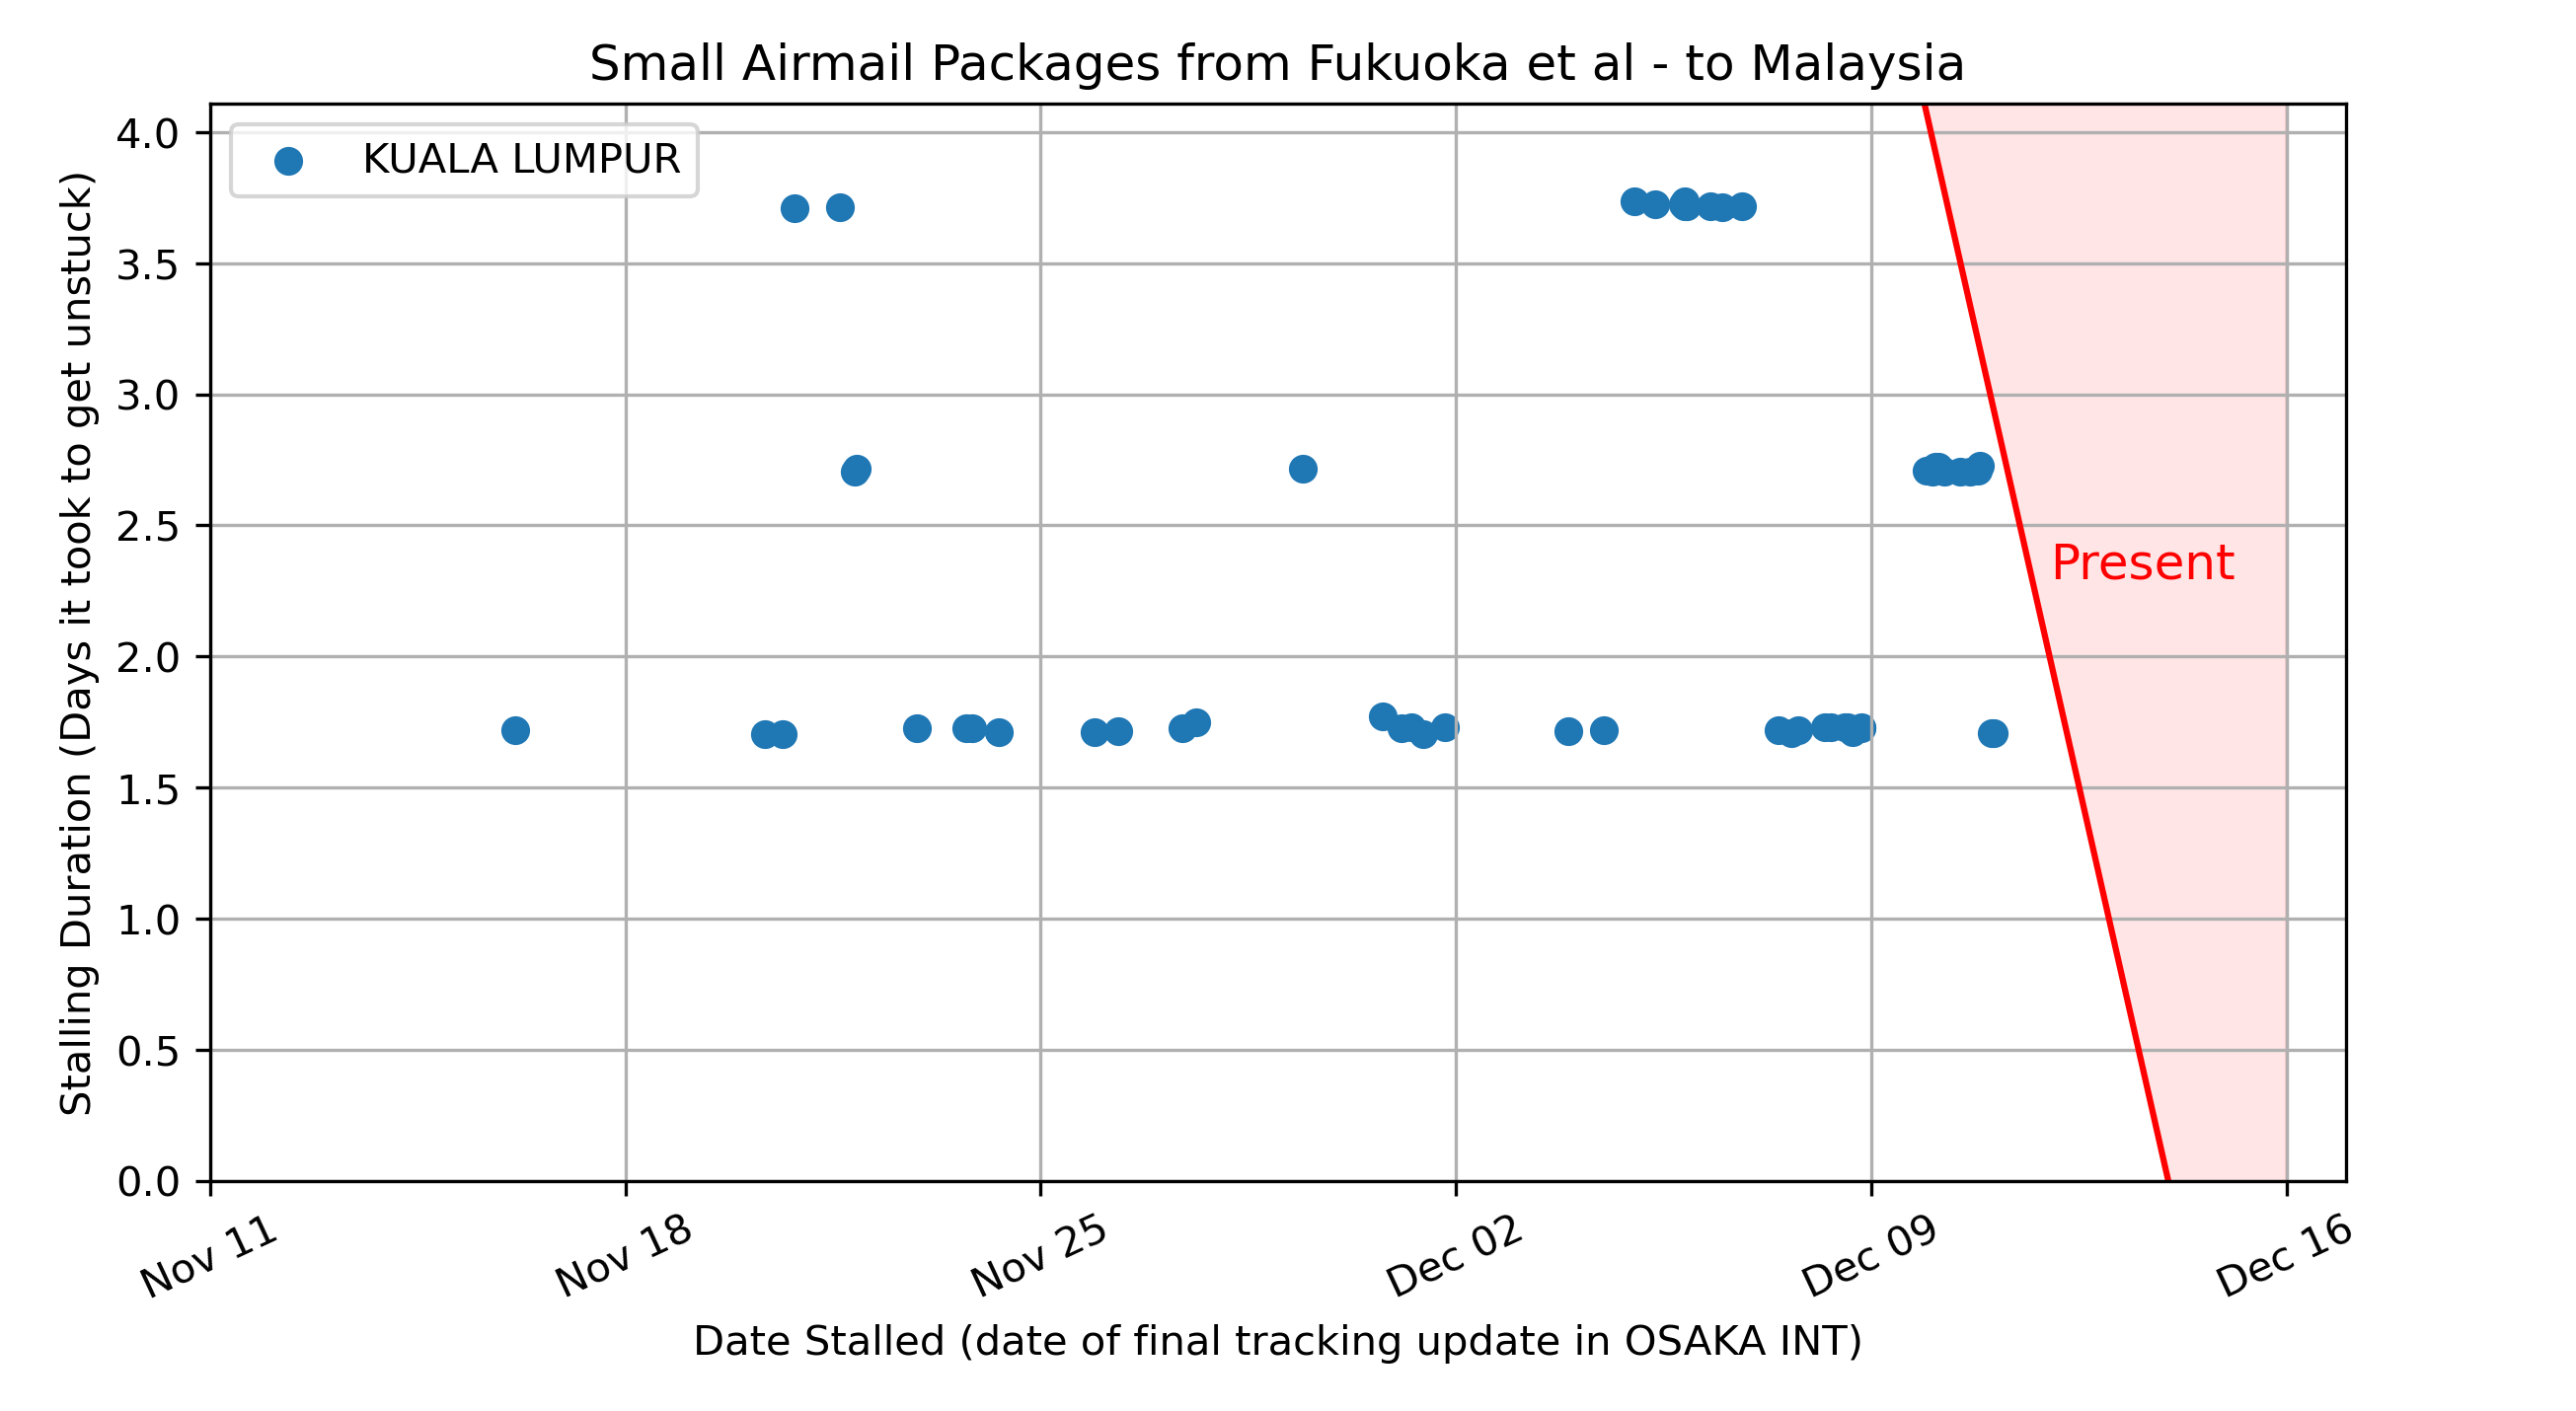 Small Airmail Packages from Fukuoka et al - to Malaysia
KUALA LUMPUR
Stalling Duration (Days it took to get unstuck)
4.0
3.5
3.0
2.5
2.0
1.5
1.0
0.5
0.0
Present
Nov 11
Nov 18
Nov 25
Dec 02
Dec 09
Dec 16
Date Stalled (date of final tracking update in OSAKA INT)